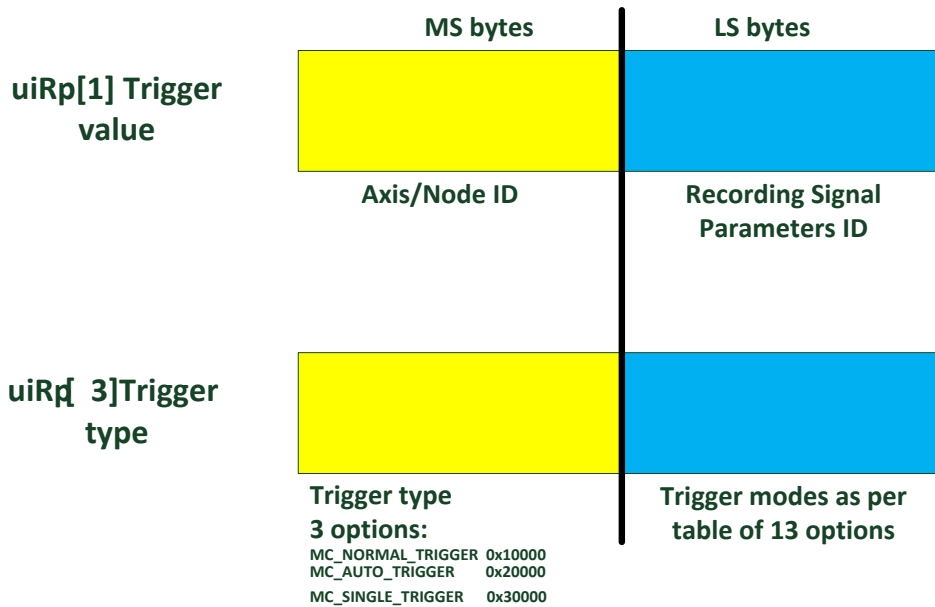 MS bytes
LS bytes
uiRp[1] Trigger
value
Axis/Node ID
Recording Signal
Parameters ID
uiRp[ 3]Trigger
type
Trigger type
3 options:
MC_NORMAL_TRIGGER 0x10000
MC_AUTO_TRIGGER 0x20000
MC_SINGLE_TRIGGER 0x30000
Trigger modes as per
table of 13 options